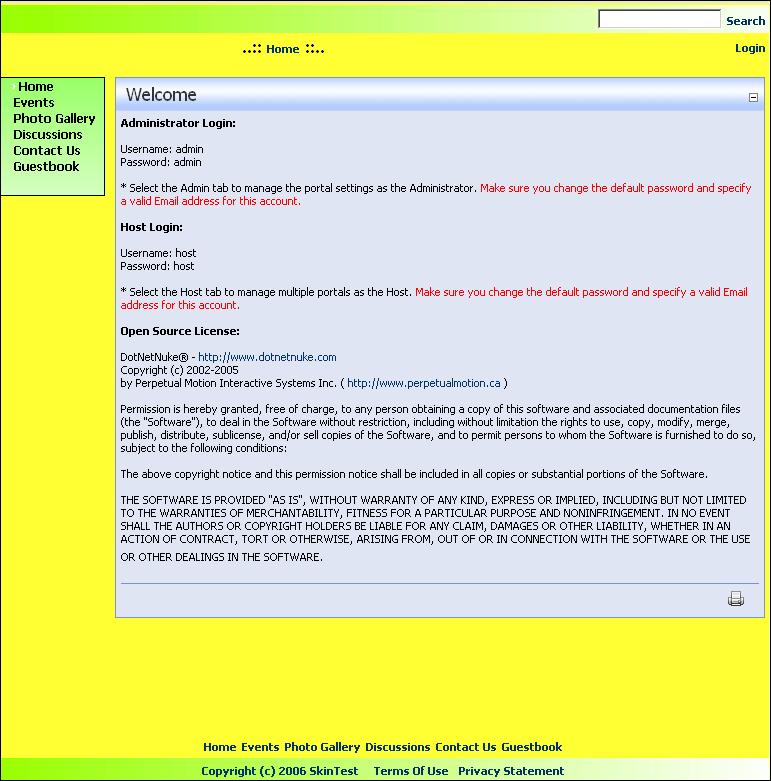 Search
..:: Home ::..
Login
Home
Events
Photo Gallery
Discussions
Contact Us
Guestbook
Welcome
Administrator Login:
Username: admin
Password: admin
* Select the Admin tab to manage the portal settings as the Administrator. Make sure you change the default password and specify
a valid Email address for this account.
Host Login:
Username: host
Password: host
* Select the Host tab to manage multiple portals as the Host. Make sure you change the default password and specify a valid Email
address for this account.
Open Source License:
DotNetNuke® - http://www.dotnetnuke.com
Copyright (c) 2002-2005
by Perpetual Motion Interactive Systems Inc. ( http://www.perpetualmotion.ca )
Permission is hereby granted, free of charge, to any person obtaining a copy of this software and associated documentation files
(the "Software"), to deal in the Software without restriction, including without limitation the rights to use, copy, modify, merge,
publish, distribute, sublicense, and/or sell copies of the Software, and to permit persons to whom the Software is furnished to do so,
subject to the following conditions:
The above copyright notice and this permission notice shall be included in all copies or substantial portions of the Software.
THE SOFTWARE IS PROVIDED "AS IS", WITHOUT WARRANTY OF ANY KIND, EXPRESS OR IMPLIED, INCLUDING BUT NOT LIMITED
TO THE WARRANTIES OF MERCHANTABILITY, FITNESS FOR A PARTICULAR PURPOSE AND NONINFRINGEMENT. IN NO EVENT
SHALL THE AUTHORS OR COPYRIGHT HOLDERS BE LIABLE FOR ANY CLAIM, DAMAGES OR OTHER LIABILITY, WHETHER IN AN
ACTION OF CONTRACT, TORT OR OTHERWISE, ARISING FROM, OUT OF OR IN CONNECTION WITH THE SOFTWARE OR THE USE
OR OTHER DEALINGS IN THE SOFTWARE.
Home Events Photo Gallery Discussions Contact Us Guestbook
Copyright (c) 2006 SkinTest Terms Of Use Privacy Statement